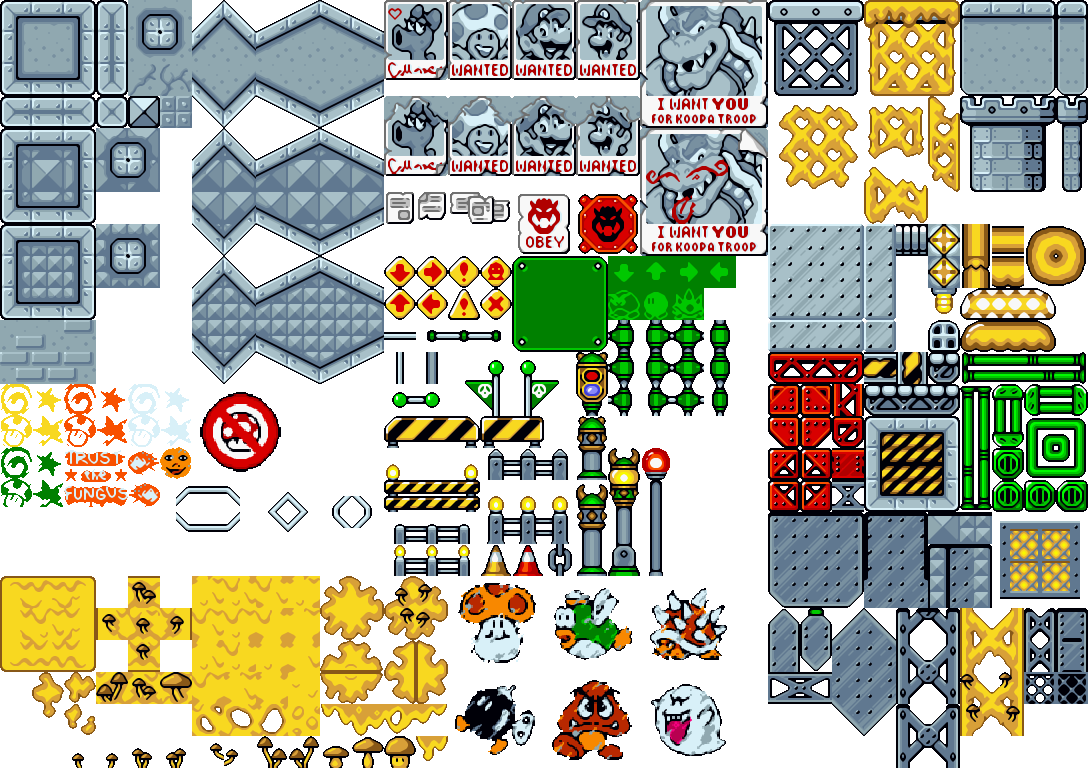 WANTED WANTED WANTED
I WANT YOU
FOR KOOPA TROOP
WANTED WANTED WANTED
OBEY
I WANT YOU
FOR KOOPA TROOP
! !
TRUST
the
FUNGUS